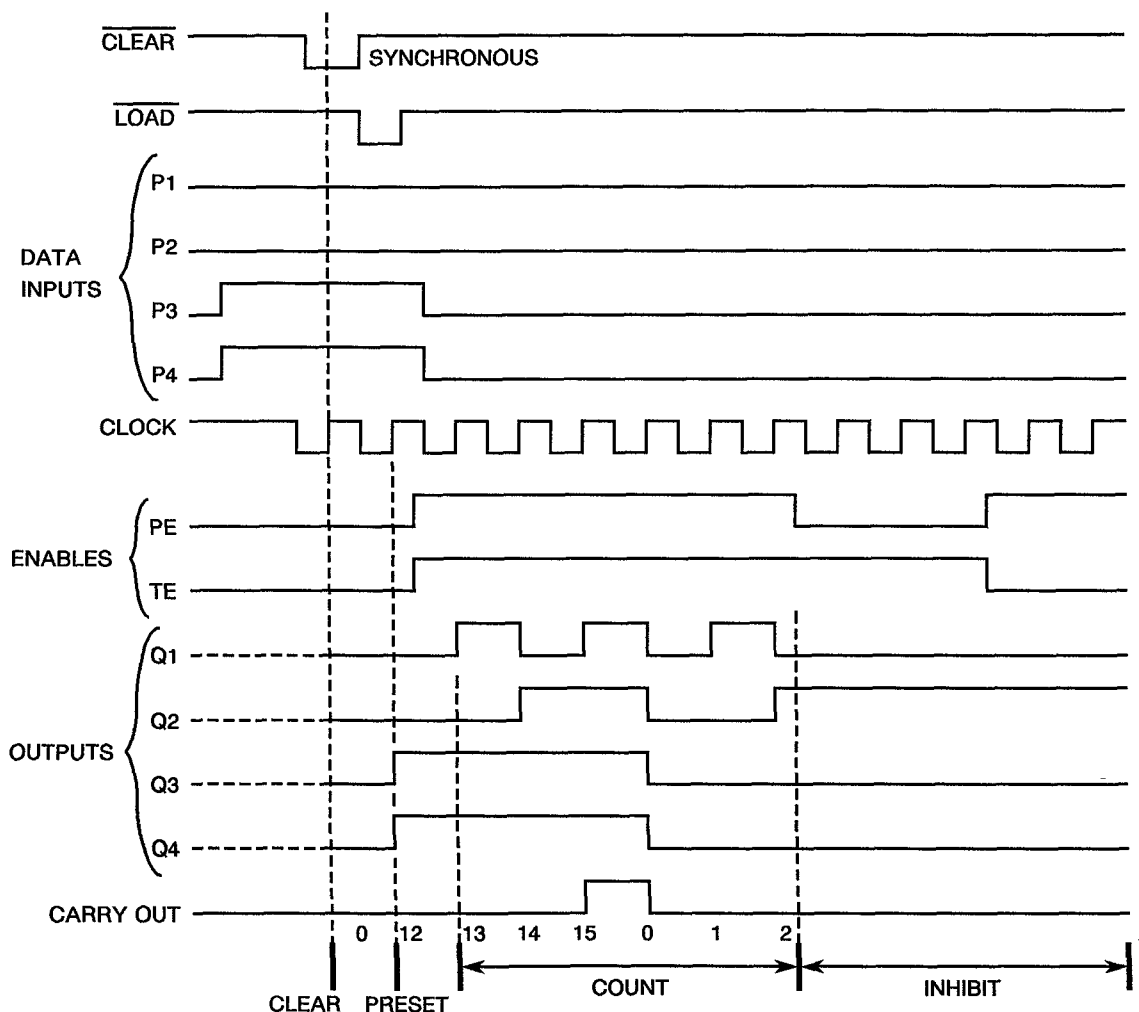 CLEAR
SYNCHRONOUS
LOAD
P1
P2
DATA
INPUTS
P3
P4
CLOCK
PE
ENABLES
TE
Q1
Q2
OUTPUTS
Q3
Q4
CARRY OUT
0 12 13 14 15 0 1 2
COUNT INHIBIT
CLEAR PRESET